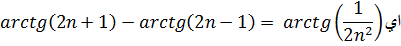 arctg(2n + 1) − arctg(2n − 1) = arctg(1/2n²)اي